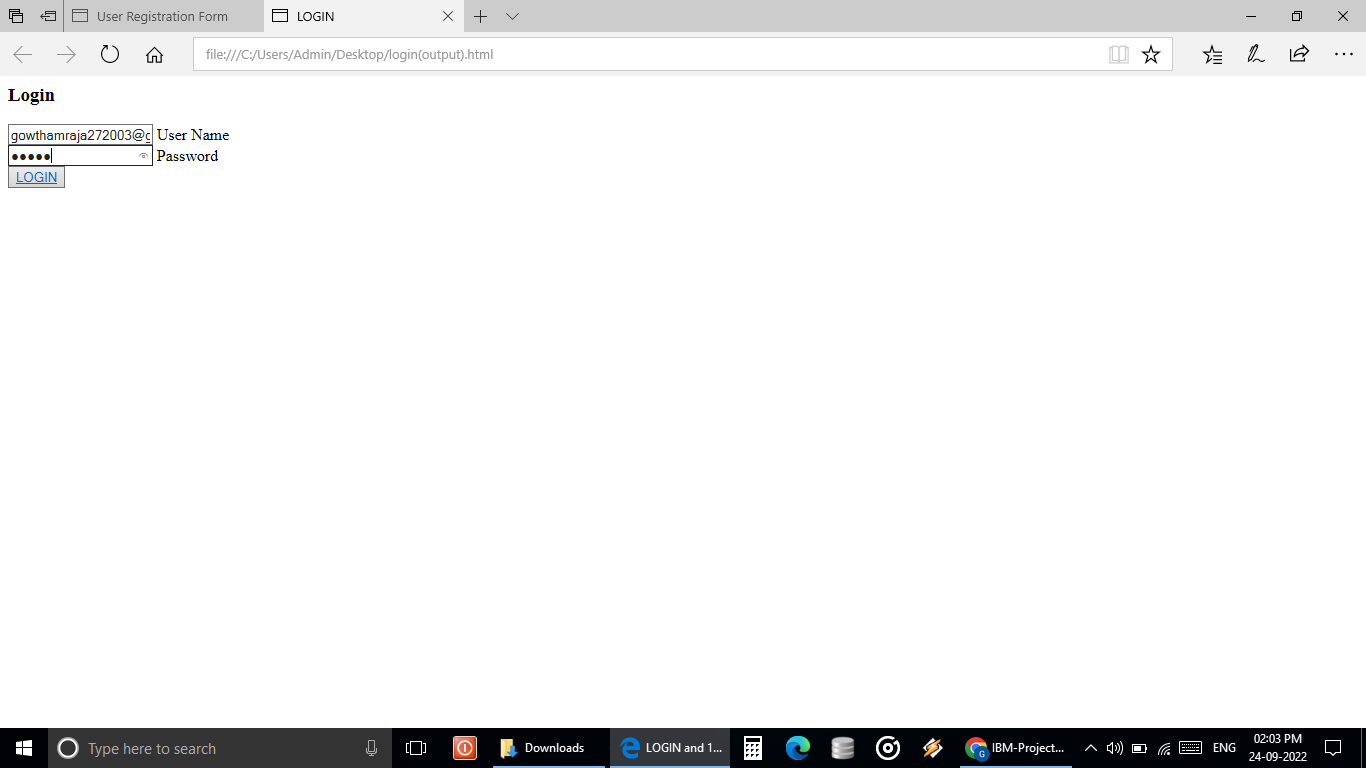 User Registration Form
LOGIN
file:///C:/Users/Admin/Desktop/login(output).html
Login
gowthamraja272003@g User Name
●●●●● Password
LOGIN
Type here to search
Downloads
LOGIN and 1...
G
IBM-Project...
ENG
02:03 PM
24-09-2022